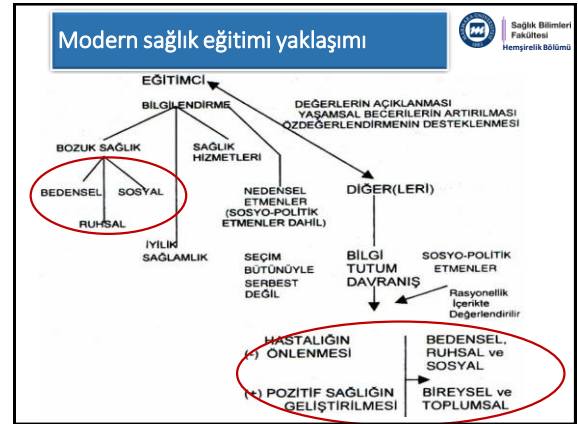 Modern sağlık eğitimi yaklaşımı
Sağlık Bilimleri
Fakültesi
Hemşirelik Bölümü
EĞİTİMCİ
BİLGİLENDİRME
DEĞERLERİN AÇIKLANMASI
YAŞAMSAL BECERİLERİN ARTIRILMASI
ÖZDEĞERLENDİRMENİN DESTEKLENMESİ
BOZUK SAĞLIK
SAĞLIK
HİZMETLERİ
BEDENSEL
SOSYAL
RUHSAL
NEDENSEL
ETMENLER
(SOSYO-POLİTİK
ETMENLER DAHİL)
DİĞER(LERİ)
İYİLİK
SAĞLAMLIK
SEÇİM
BÜTÜNÜYLE
SERBEST
DEĞİL
BİLGİ
TUTUM
DAVRANIŞ
SOSYO-POLİTİK
ETMENLER
Rasyonellik
İçerikte
Değerlendirilir
HASTALIĞIN
(-) ÖNLENMESİ
BEDENSEL,
RUHSAL ve
SOSYAL
(+) POZİTİF SAĞLIĞIN
GELİŞTİRİLMESİ
BİREYSEL ve
TOPLUMSAL